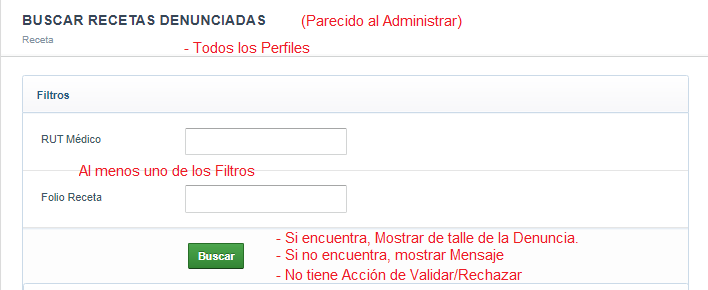 BUSCAR RECETAS DENUNCIADAS (Parecido al Administrar)
Receta
- Todos los Perfiles
Filtros
RUT Médico
Al menos uno de los Filtros
Folio Receta
- Si encuentra, Mostrar de talle de la Denuncia.
Buscar - Si no encuentra, mostrar Mensaje
- No tiene Acción de Validar/Rechazar